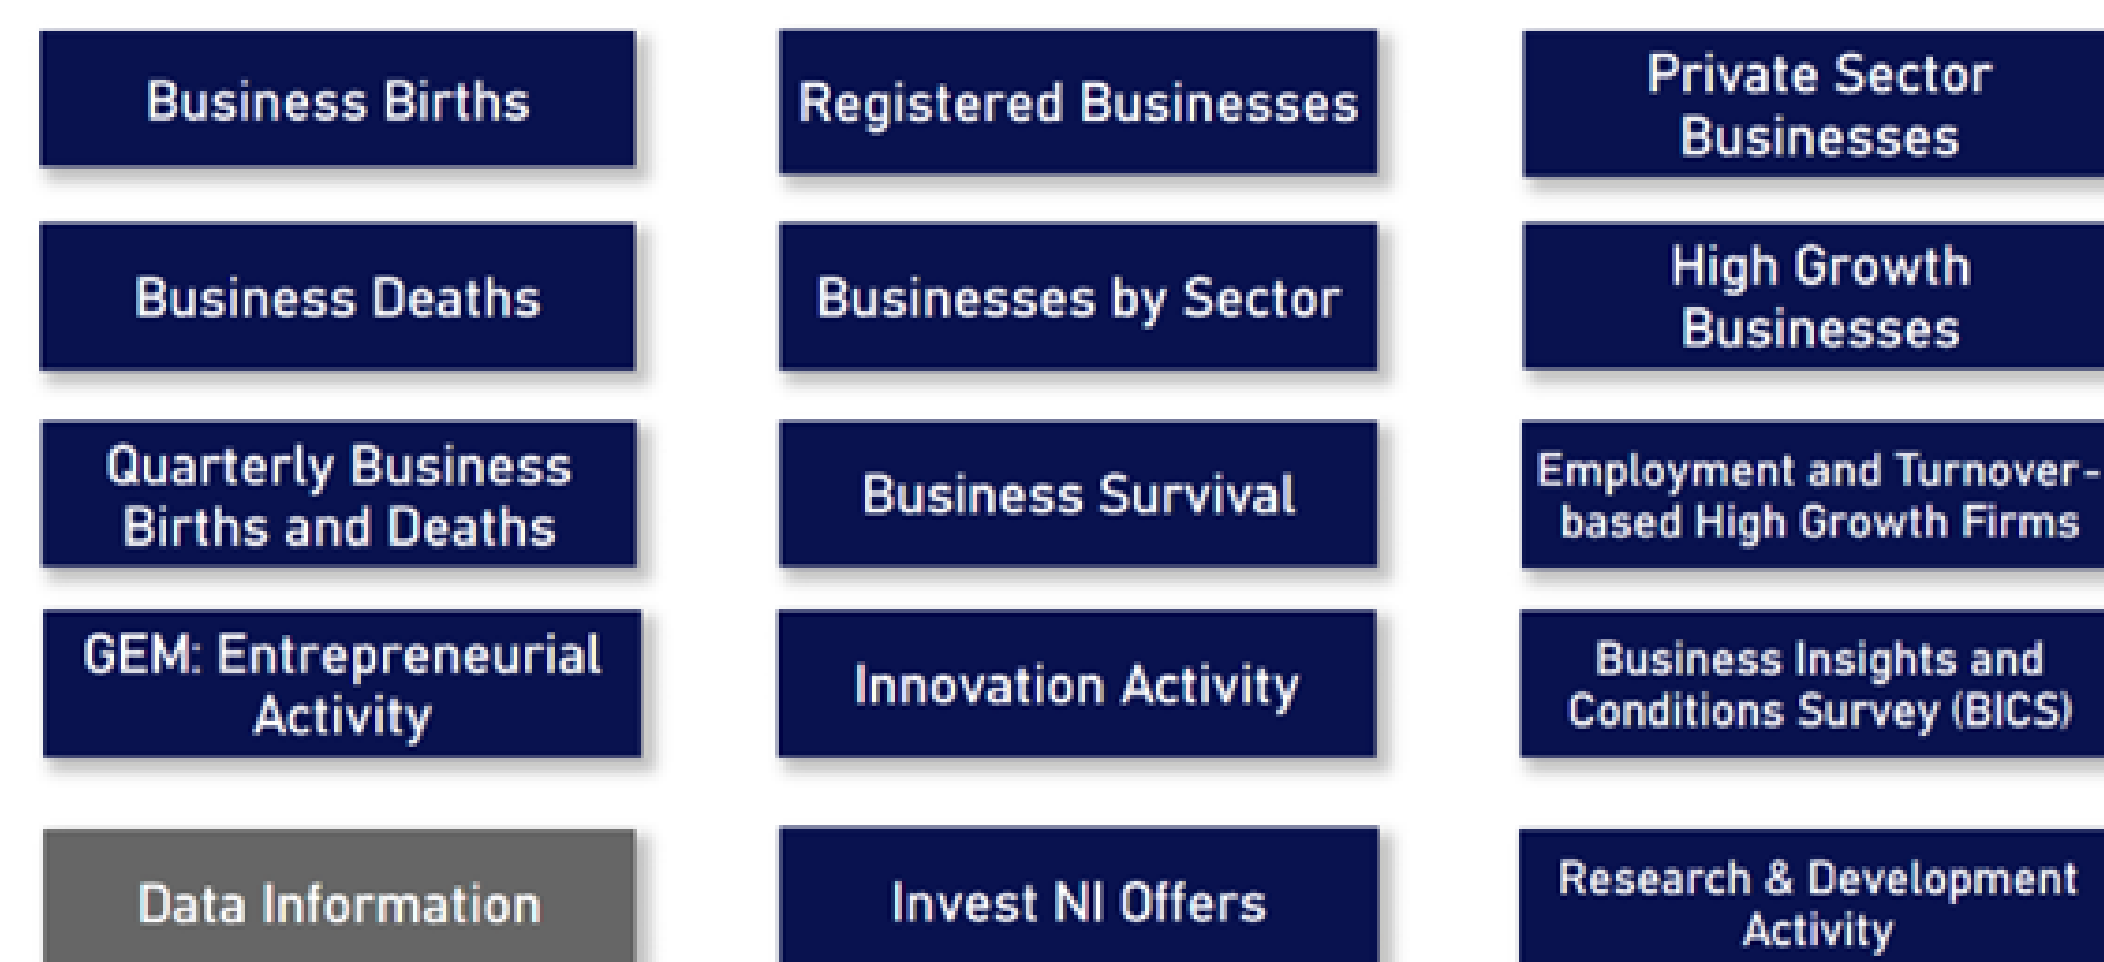 Business Births
Registered Businesses
Private Sector
Businesses
Business Deaths
Businesses by Sector
High Growth
Businesses
Quarterly Business
Births and Deaths
Business Survival
Employment and Turnover-
based High Growth Firms
GEM: Entrepreneurial
Activity
Innovation Activity
Business Insights and
Conditions Survey (BICS)
Data Information
Invest NI Offers
Research & Development
Activity